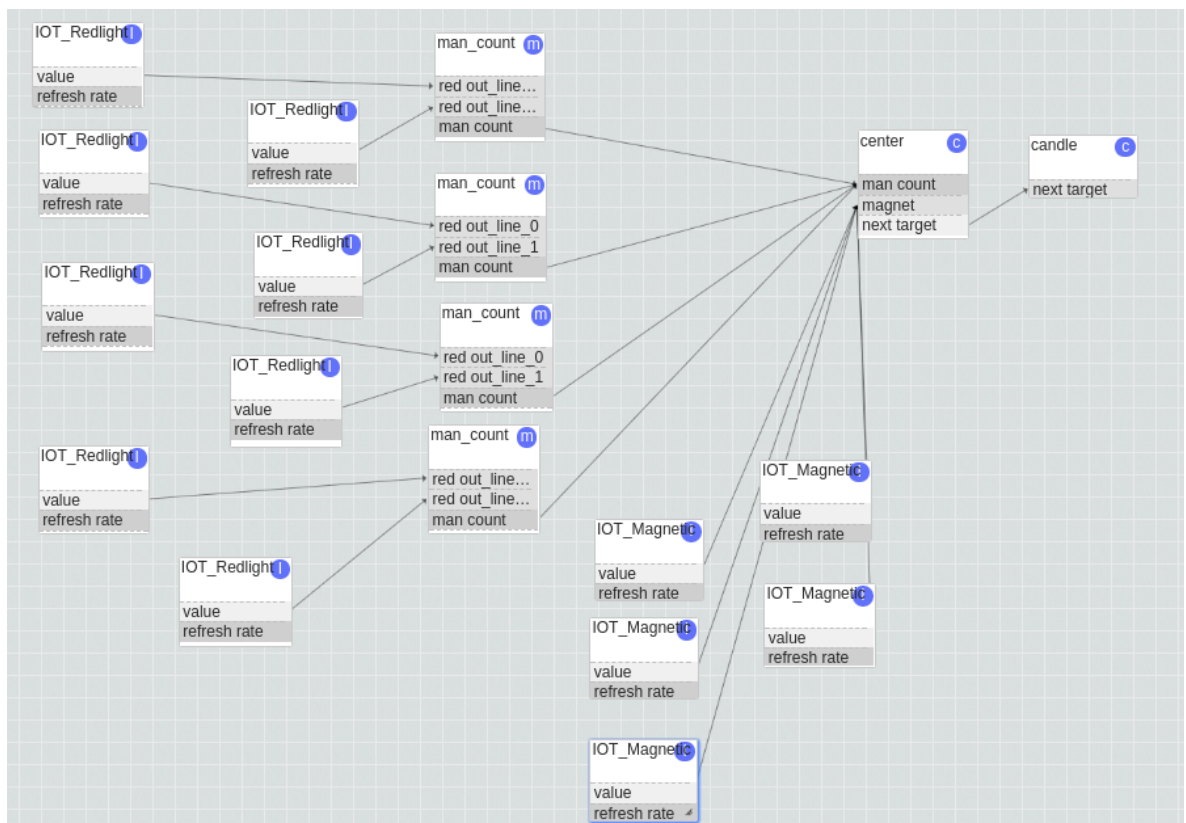 IOT_Redlight I
value
refresh rate
IOT_Redlight I
value
refresh rate
IOT_Redlight I
value
refresh rate
IOT_Redlight I
value
refresh rate
IOT_Redlight I
value
refresh rate
IOT_Redlight I
value
refresh rate
IOT_Redlight I
value
refresh rate
IOT_Redlight I
value
refresh rate
man_count m
red out_line...
red out_line...
man count
man_count m
red out_line_0
red out_line_1
man count
man_count m
red out_line_0
red out_line_1
man count
man_count m
red out_line...
red out_line...
man count
center c
man count
magnet
next target
candle c
next target
IOT_Magnetic
value
refresh rate
IOT_Magnetic
value
refresh rate
IOT_Magnetic
value
refresh rate
IOT_Magnetic
value
refresh rate
IOT_Magnetic
value
refresh rate